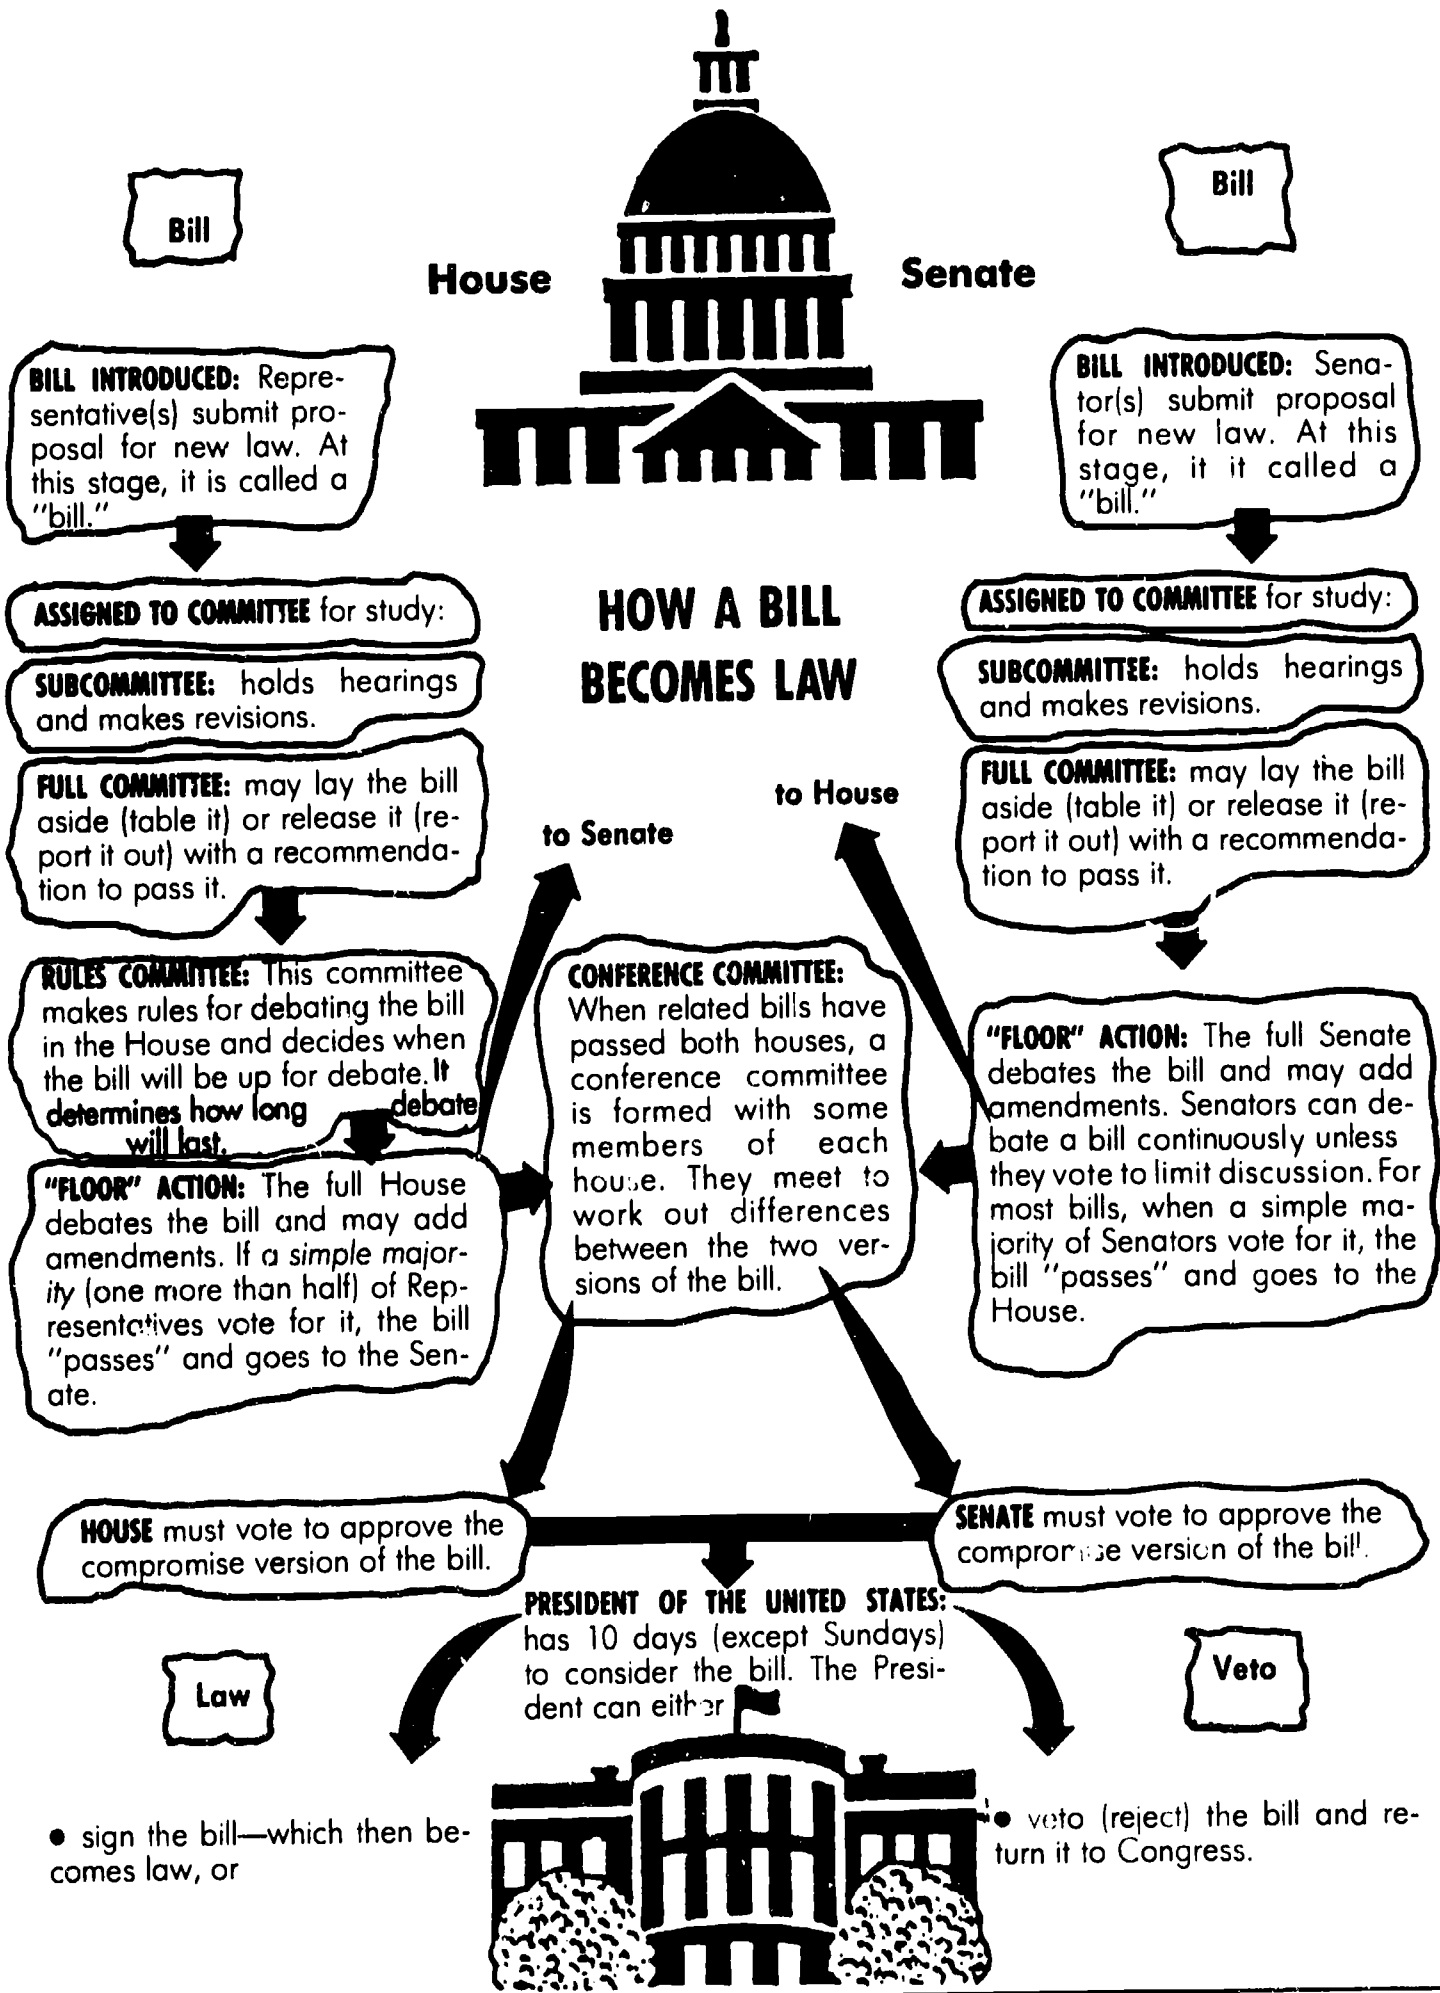 Bill
Bill
House
Senate
BILL INTRODUCED: Repre-
sentative(s) submit pro-
posal for new law. At
this stage, it is called a
"bill."
ASSIGNED TO COMMITTEE for study:
SUBCOMMITTEE: holds hearings
and makes revisions.
FULL COMMITTEE: may lay the bill
aside (table it) or release it (re-
port it out) with a recommenda-
tion to pass it.
RULES COMMITTEE: This committee
makes rules for debating the bill
in the House and decides when
the bill will be up for debate. It
determines how long debate
will last.
"FLOOR" ACTION: The full House
debates the bill and may add
amendments. If a simple major-
ity (one more than half) of Rep-
resentatives vote for it, the bill
"passes" and goes to the Sen-
ate.
HOW A BILL
BECOMES LAW
to Senate
to House
CONFERENCE COMMITTEE:
When related bills have
passed both houses, a
conference committee
is formed with some
members of each
house. They meet to
work out differences
between the two ver-
sions of the bill.
BILL INTRODUCED: Sena-
tor(s) submit proposal
for new law. At this
stage, it it called a
"bill."
ASSIGNED TO COMMITTEE for study:
SUBCOMMITTEE: holds hearings
and makes revisions.
FULL COMMITTEE: may lay the bill
aside (table it) or release it (re-
port it out) with a recommenda-
tion to pass it.
"FLOOR" ACTION: The full Senate
debates the bill and may add
amendments. Senators can de-
bate a bill continuously unless
they vote to limit discussion. For
most bills, when a simple ma-
jority of Senators vote for it, the
bill "passes" and goes to the
House.
HOUSE must vote to approve the
compromise version of the bill.
SENATE must vote to approve the
compromise version of the bill.
PRESIDENT OF THE UNITED STATES:
has 10 days (except Sundays)
to consider the bill. The Presi-
dent can either
Law
Veto
• sign the bill—which then be-
comes law, or
• veto (reject) the bill and re-
turn it to Congress.